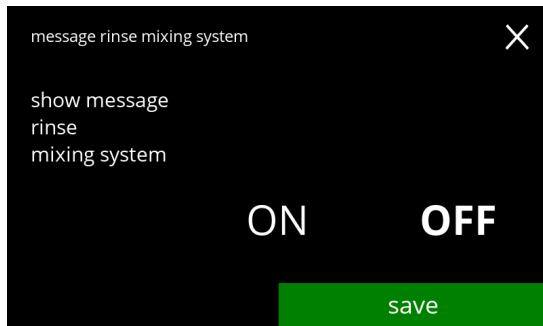 message rinse mixing system
show message
rinse
mixing system
ON OFF
save